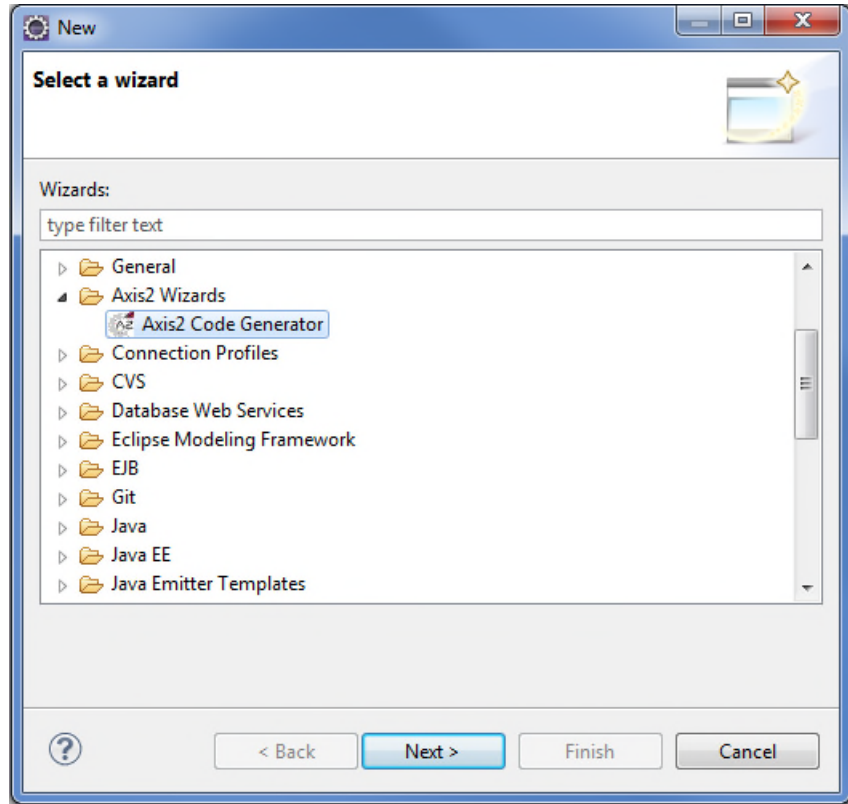 New
Select a wizard
Wizards:
type filter text
General
Axis2 Wizards
Axis2 Code Generator
Connection Profiles
CVS
Database Web Services
Eclipse Modeling Framework
EJB
Git
Java
Java EE
Java Emitter Templates
< Back Next > Finish Cancel